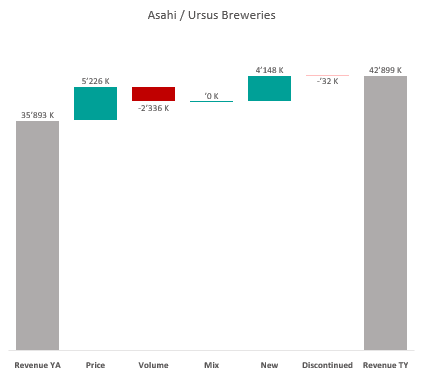 Asahi / Ursus Breweries
35’893 K
5’226 K
-2’336 K
’0 K
4’148 K
-’32 K
42’899 K
Revenue YA
Price
Volume
Mix
New
Discontinued
Revenue TY